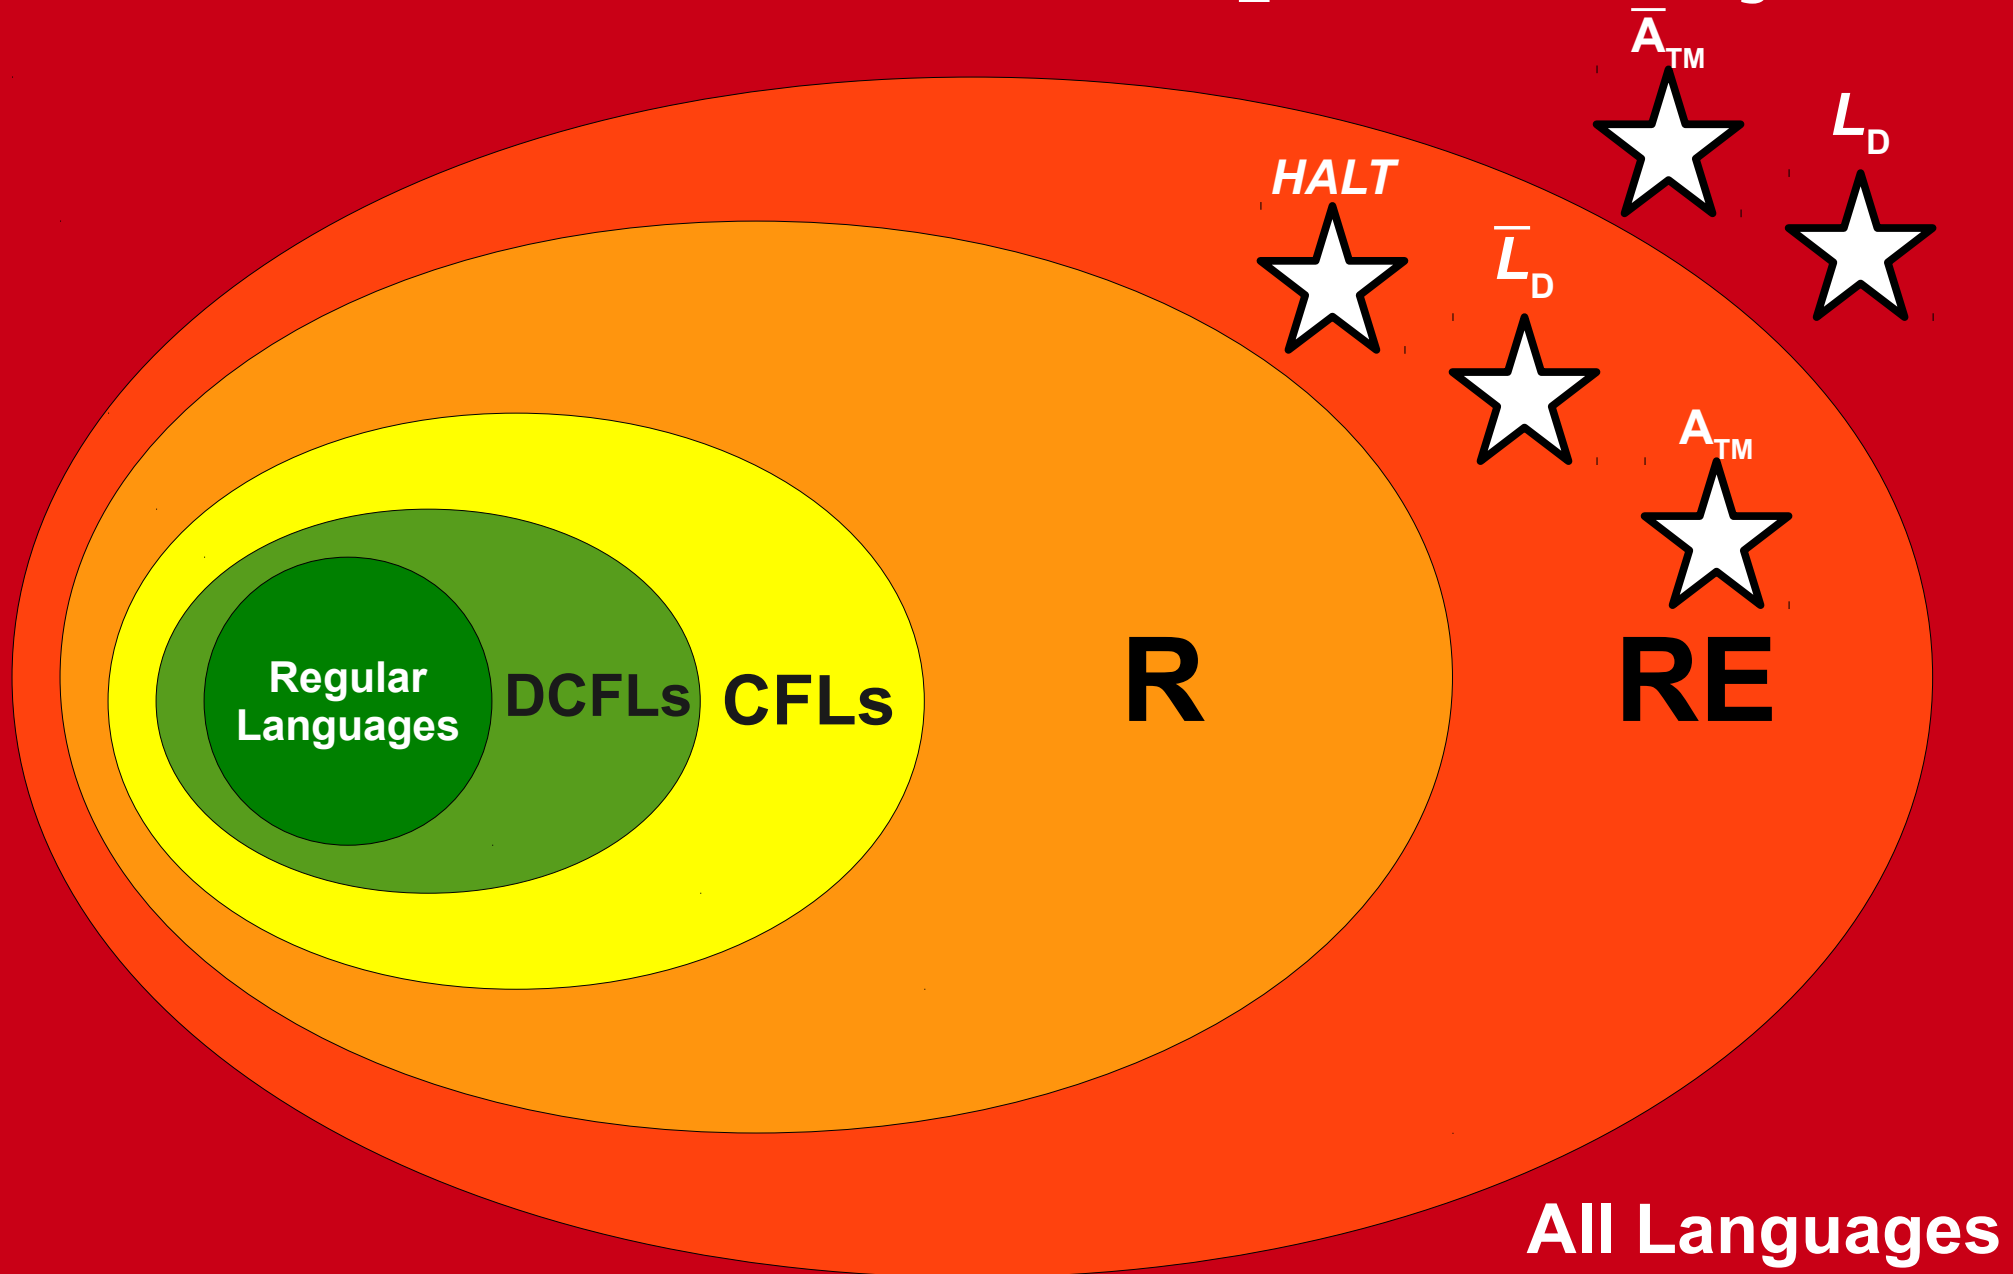 A̅TM
LD
HALT
L̅D
ATM
Regular
Languages
DCFLs
CFLs
R
RE
All Languages